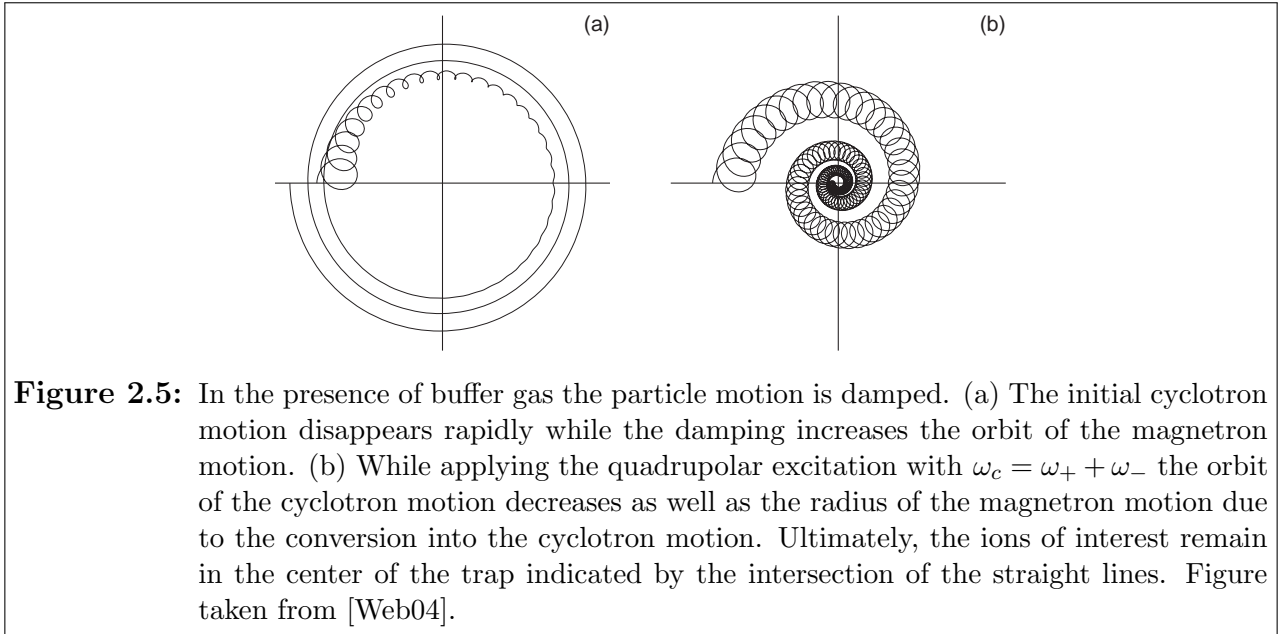 (a)
(b)
Figure 2.5: In the presence of buffer gas the particle motion is damped. (a) The initial cyclotron
motion disappears rapidly while the damping increases the orbit of the magnetron
motion. (b) While applying the quadrupolar excitation with ω_c = ω_+ + ω_− the orbit
of the cyclotron motion decreases as well as the radius of the magnetron motion due
to the conversion into the cyclotron motion. Ultimately, the ions of interest remain
in the center of the trap indicated by the intersection of the straight lines. Figure
taken from [Web04].